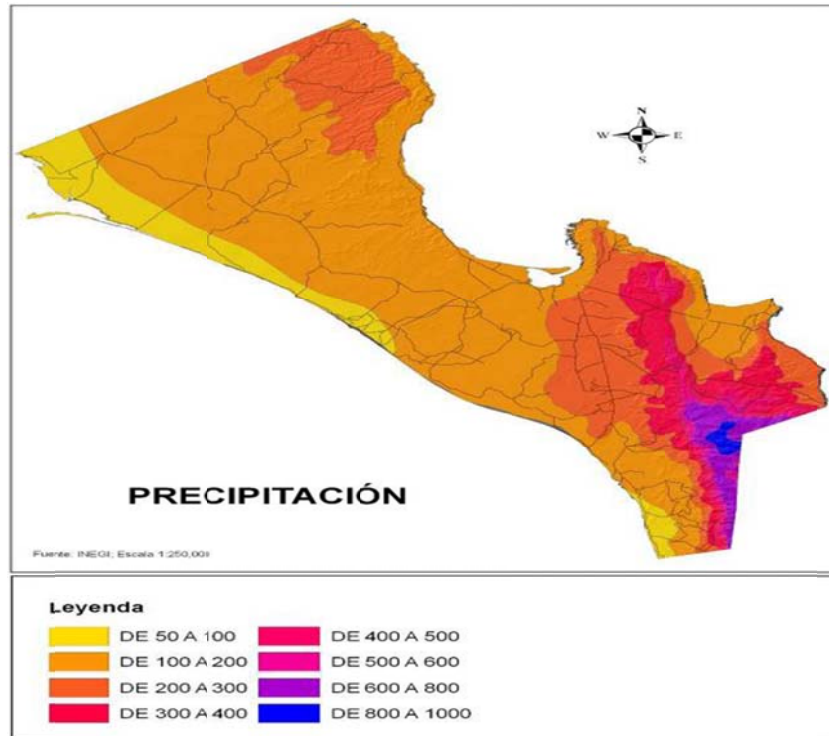 N
W E
S
PRECIPITACIÓN
Fuente: INEGI; Escala 1:250,000
Leyenda
DE 50 A 100
DE 100 A 200
DE 200 A 300
DE 300 A 400
DE 400 A 500
DE 500 A 600
DE 600 A 800
DE 800 A 1000